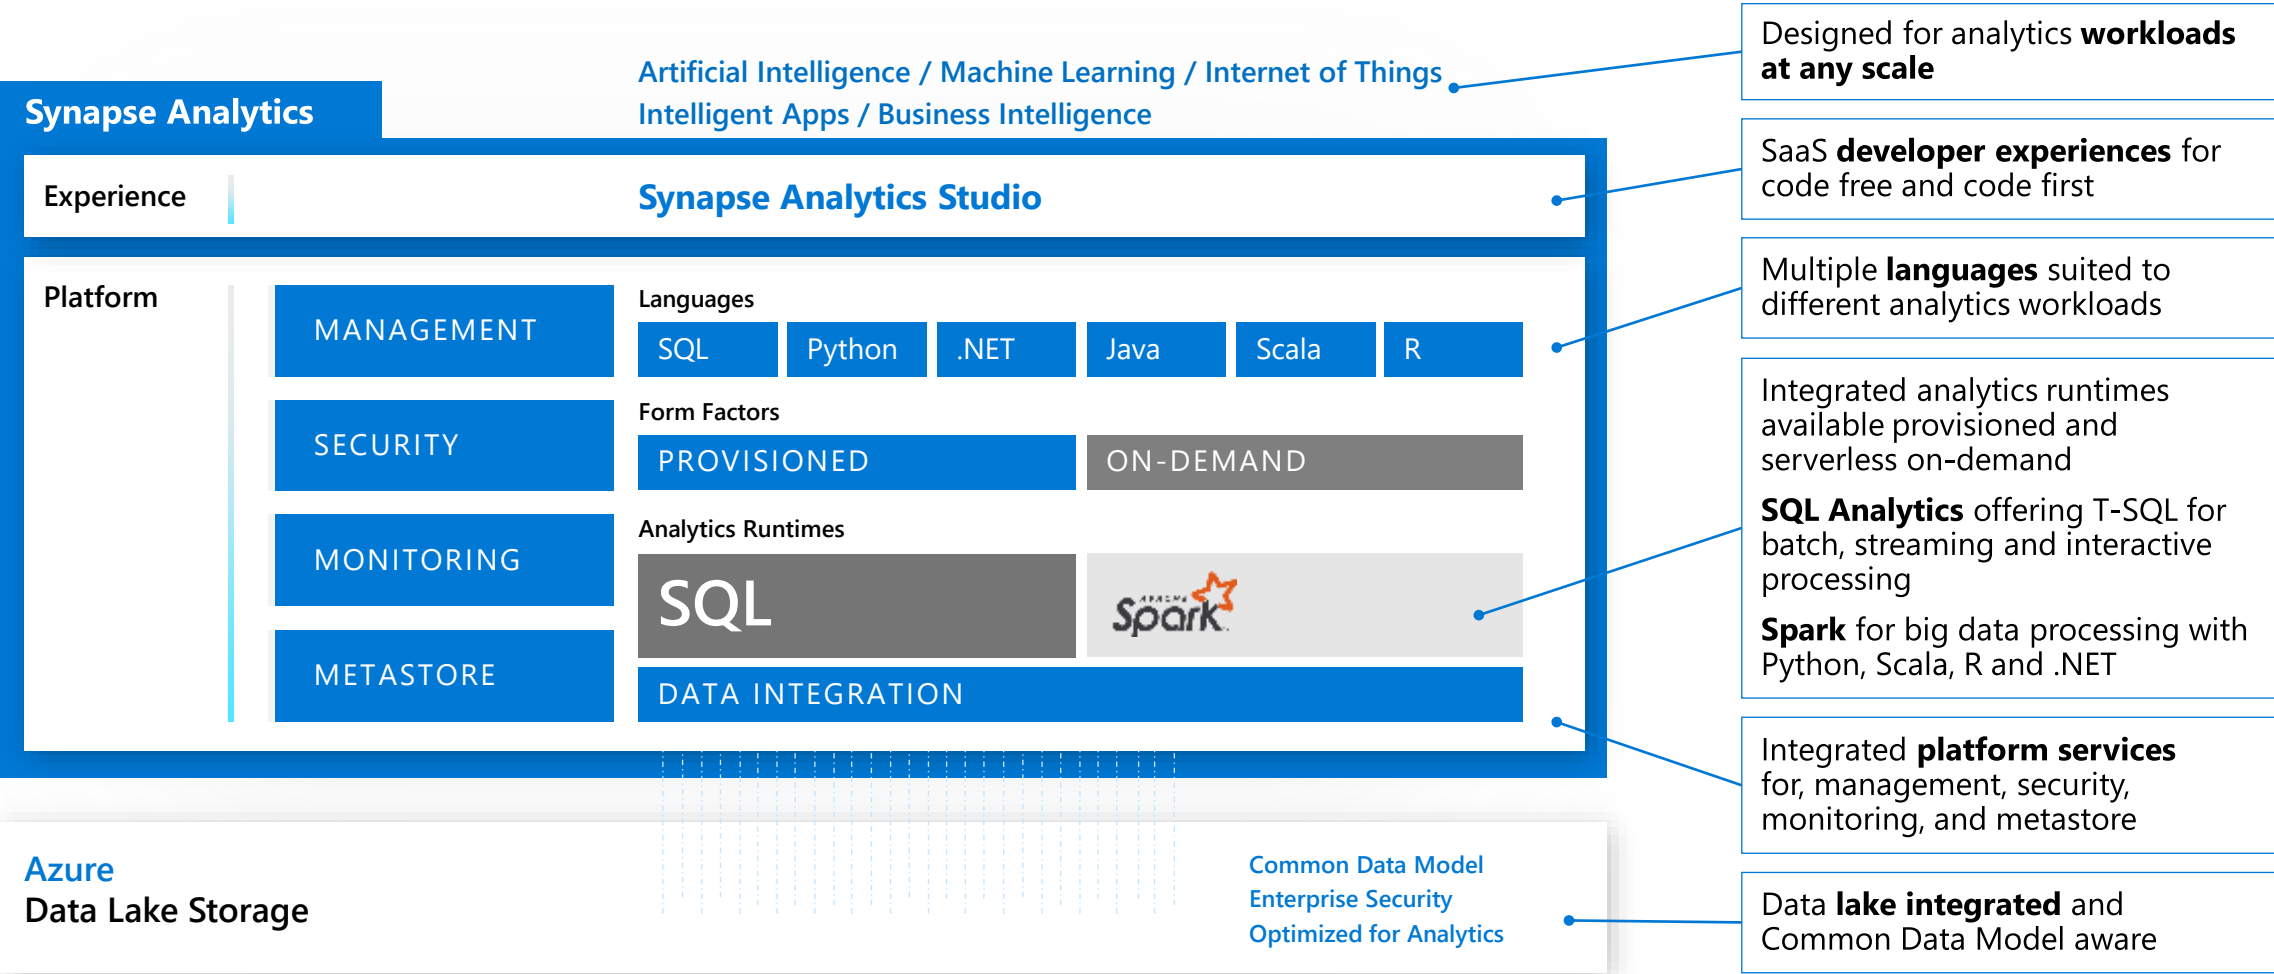 Synapse Analytics
Artificial Intelligence / Machine Learning / Internet of Things
Intelligent Apps / Business Intelligence
Experience
Synapse Analytics Studio
Platform
MANAGEMENT
SECURITY
MONITORING
METASTORE
Languages
SQL
Python
.NET
Java
Scala
R
Form Factors
PROVISIONED
ON-DEMAND
Analytics Runtimes
SQL
APACHE
Spark
DATA INTEGRATION
Azure
Data Lake Storage
Common Data Model
Enterprise Security
Optimized for Analytics
Designed for analytics workloads
at any scale
SaaS developer experiences for
code free and code first
Multiple languages suited to
different analytics workloads
Integrated analytics runtimes
available provisioned and
serverless on-demand
SQL Analytics offering T-SQL for
batch, streaming and interactive
processing
Spark for big data processing with
Python, Scala, R and .NET
Integrated platform services
for, management, security,
monitoring, and metastore
Data lake integrated and
Common Data Model aware